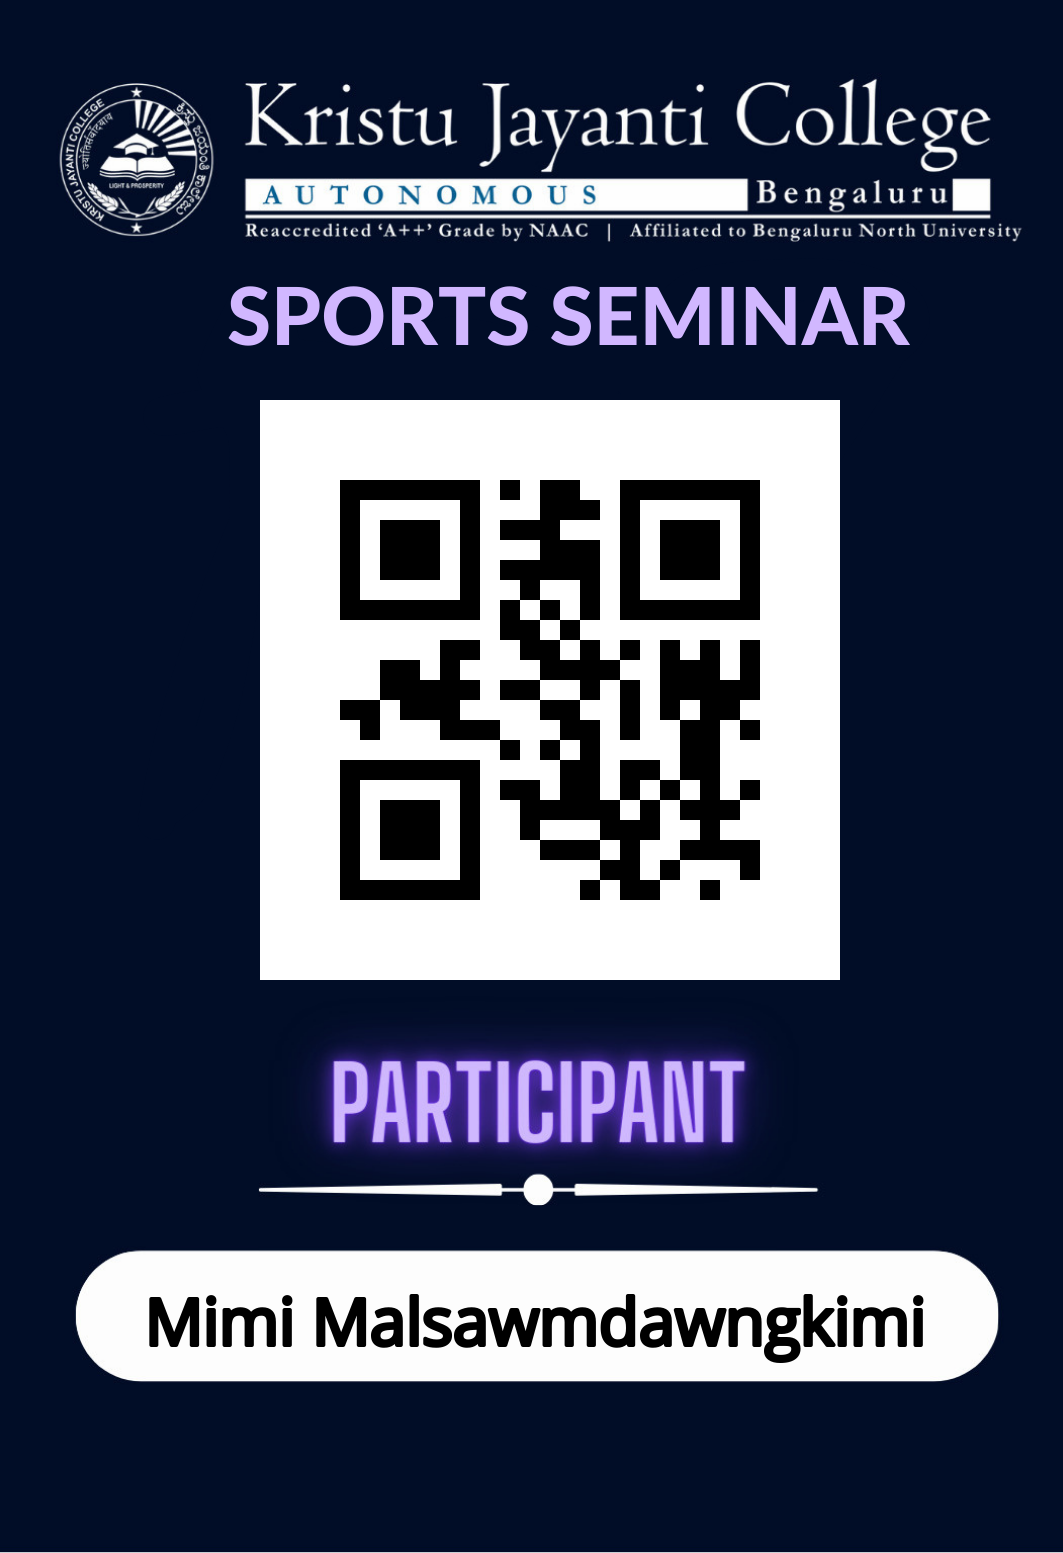 KRISTU JAYANTI COLLEGE
ಕ್ರಿಸ್ತು ಜಯಂತಿ ಕಾಲೇಜು
LIGHT & PROSPERITY
Kristu Jayanti College
AUTONOMOUS Bengaluru
Reaccredited ‘A++’ Grade by NAAC | Affiliated to Bengaluru North University
SPORTS SEMINAR
PARTICIPANT
Mimi Malsawmdawngkimi